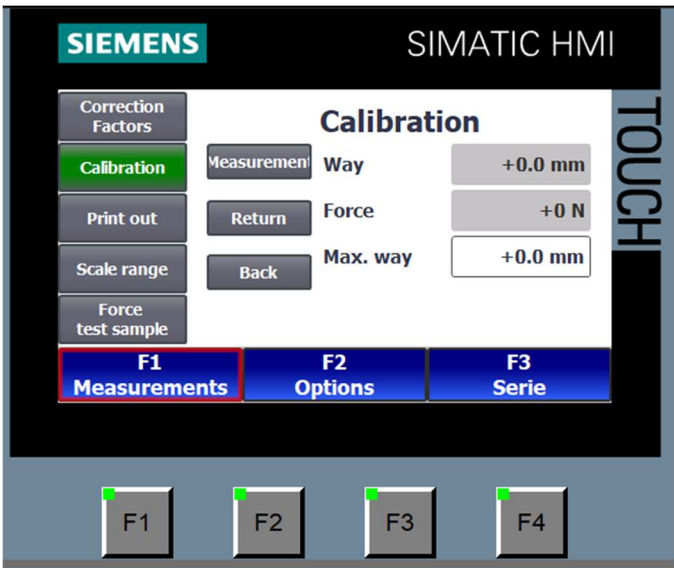 SIEMENS
SIMATIC HMI
TOUCH
Correction
Factors
Calibration
Print out
Scale range
Force
test sample
Calibration
Measurement
Way
+0.0 mm
Return
Force
+0 N
Back
Max. way
+0.0 mm
F1
Measurements
F2
Options
F3
Serie
F1
F2
F3
F4